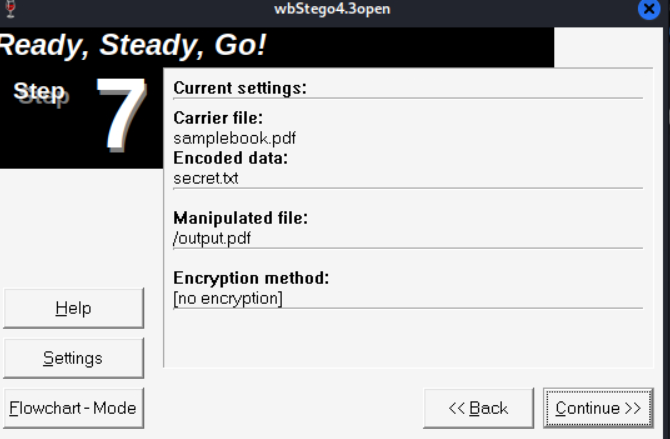 wbStego4.3open
Ready, Steady, Go!
Step 7
Current settings:
Carrier file:
samplebook.pdf
Encoded data:
secret.txt
Manipulated file:
/output.pdf
Encryption method:
[no encryption]
Help
Settings
Flowchart - Mode
<< Back
Continue >>